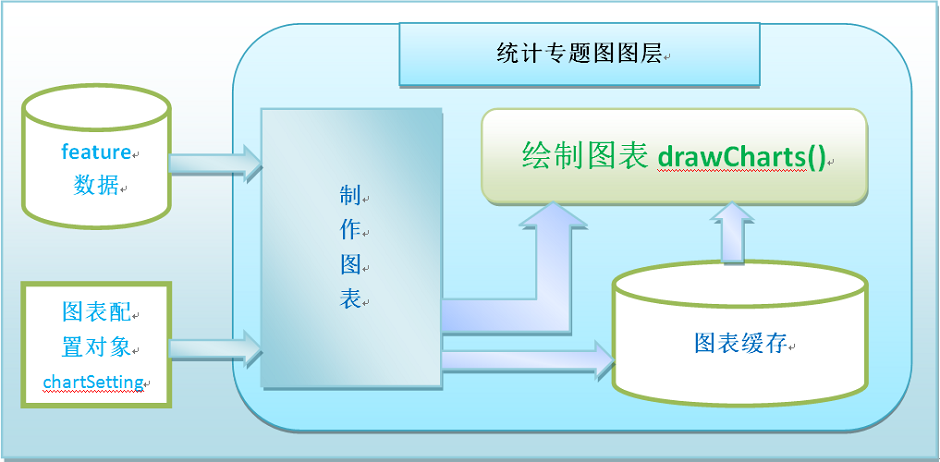 统计专题图图层
feature
数据
图表配
置对象
chartSetting
制
作
图
表
绘制图表 drawCharts()
图表缓存